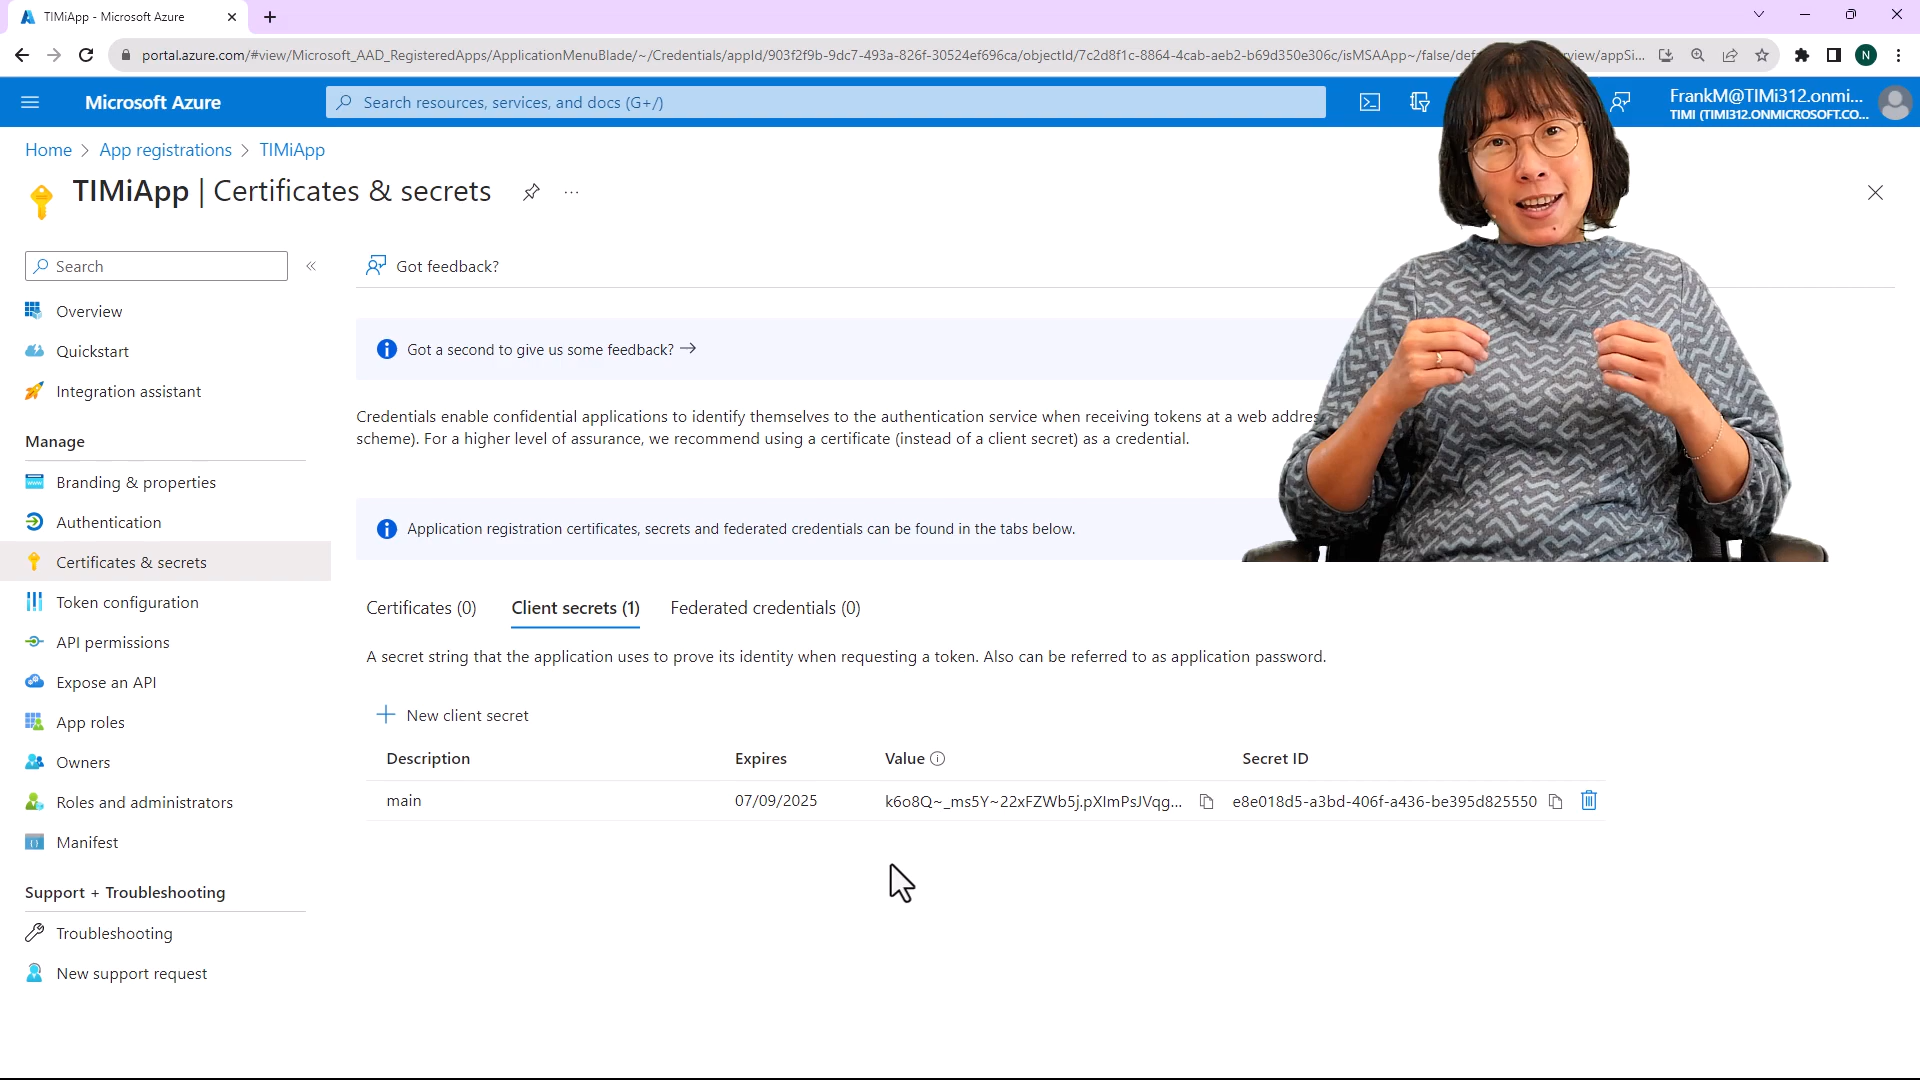 TIMiApp - Microsoft Azure
portal.azure.com/#view/Microsoft_AAD_RegisteredApps/ApplicationMenuBlade/~/Credentials/appId/903f2f9b-9dc7-493a-826f-30524ef696ca/objectId/7c2d8f1c-8864-4cab-aeb2-b69d350e306c/isMSAApp~/false/def view/appSi...
N
Microsoft Azure
Search resources, services, and docs (G+/)
FrankM@TIMi312.onmi...
TIMI (TIMI312.ONMICROSOFT.CO...
Home > App registrations > TIMiApp
TIMiApp | Certificates & secrets
...
Search
«
Got feedback?
Overview
Quickstart
Integration assistant
Manage
Branding & properties
Authentication
Certificates & secrets
Token configuration
API permissions
Expose an API
App roles
Owners
Roles and administrators
Manifest
Support + Troubleshooting
Troubleshooting
New support request
Got a second to give us some feedback? →
Credentials enable confidential applications to identify themselves to the authentication service when receiving tokens at a web addres
scheme). For a higher level of assurance, we recommend using a certificate (instead of a client secret) as a credential.
Application registration certificates, secrets and federated credentials can be found in the tabs below.
Certificates (0) Client secrets (1) Federated credentials (0)
A secret string that the application uses to prove its identity when requesting a token. Also can be referred to as application password.
New client secret
Description Expires Value Secret ID
main 07/09/2025 k6o8Q~_ms5Y~22xFZWb5j.pXImPsJVqg... e8e018d5-a3bd-406f-a436-be395d825550